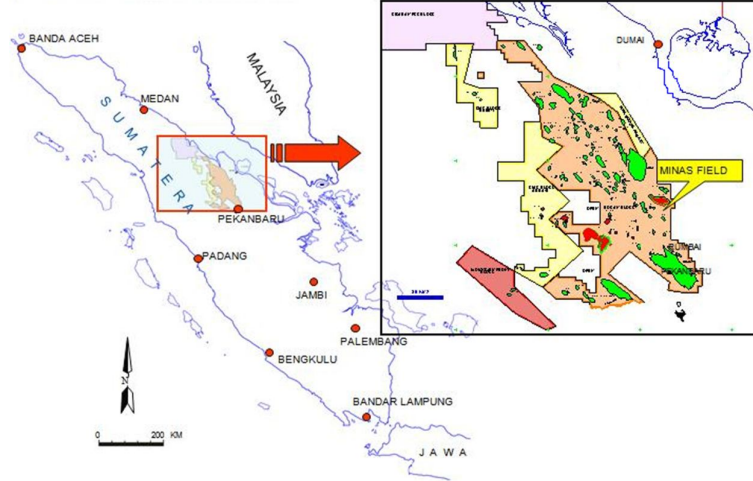 BANDA ACEH
MEDAN
MALAYSIA
SUMATERA
PEKANBARU
PADANG
JAMBI
PALEMBANG
BENGKULU
BANDAR LAMPUNG
JAWA
N
0 200 KM
DUMAI
MINAS FIELD
RUMBAI
PEKANBARU